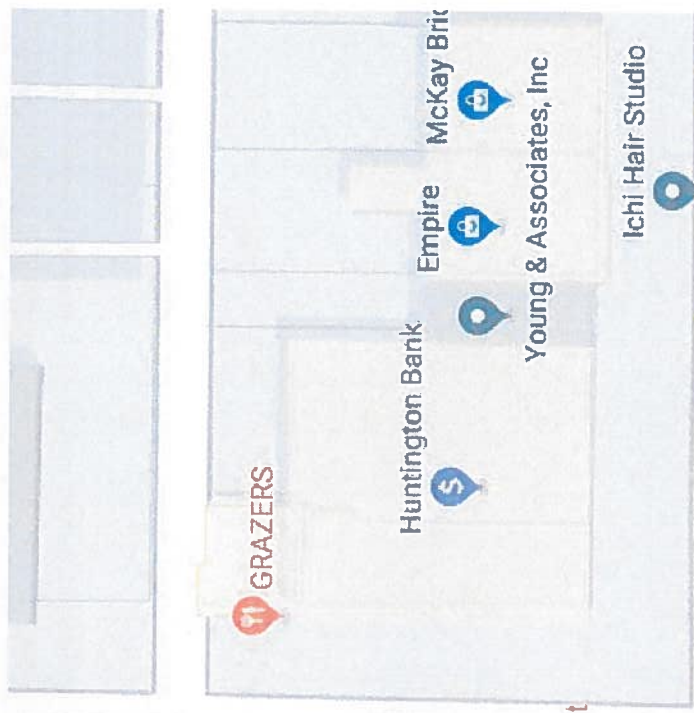 GRAZERS
Huntington Bank
Empire
McKay Bric
Young & Associates, Inc
Ichi Hair Studio
t